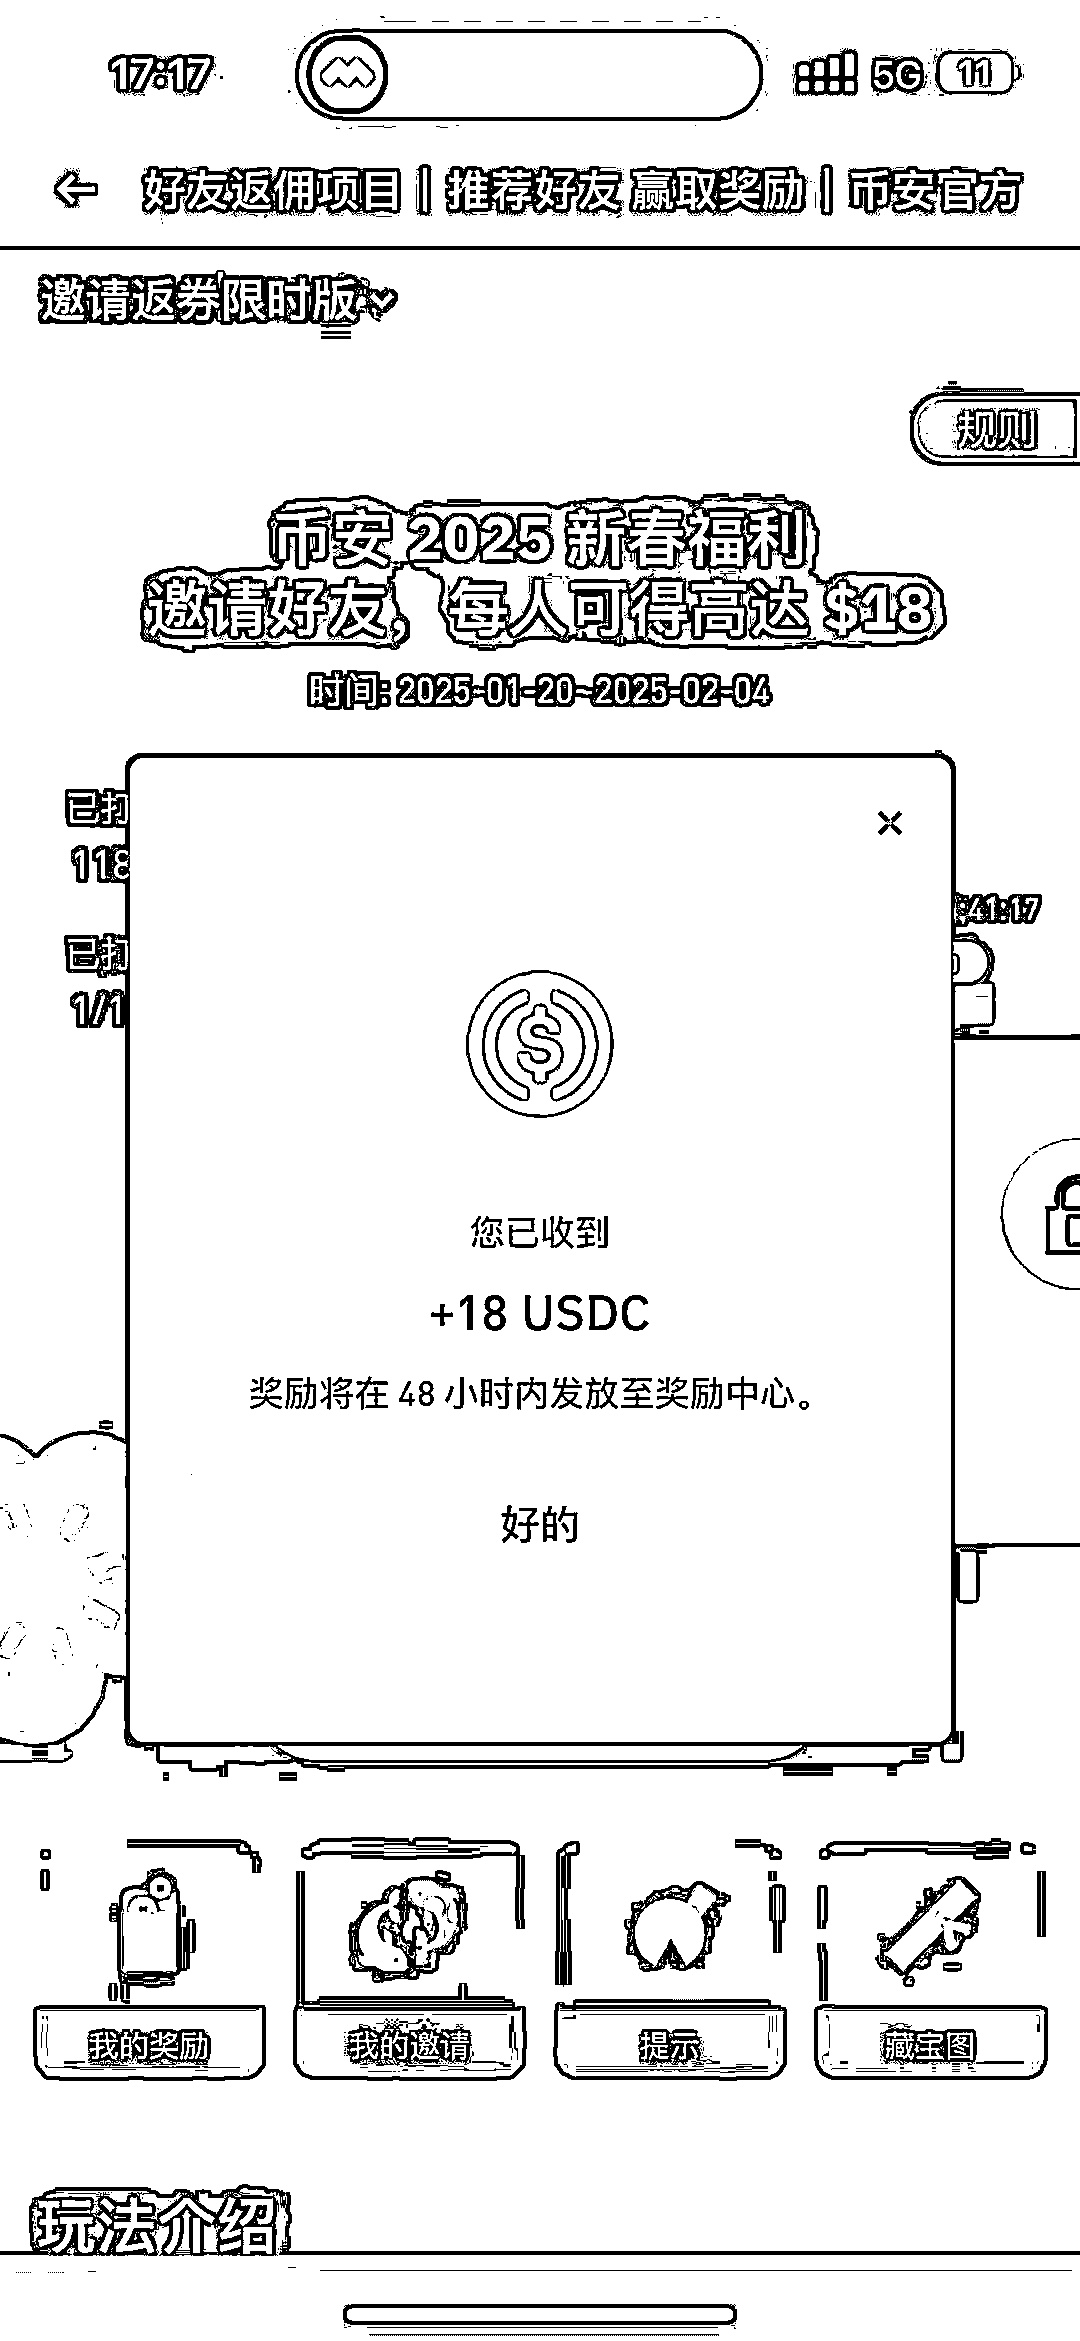 17:17
5G 11
好友返佣项目 | 推荐好友 赢取奖励 | 币安官方
邀请返券限时版
规则
币安 2025 新春福利
邀请好友，每人可得高达 $18
时间: 2025-01-20~2025-02-04
已打
118
:41:17
已打
1/1
您已收到
+18 USDC
奖励将在 48 小时内发放至奖励中心。
好的
我的奖励
我的邀请
提示
藏宝图
玩法介绍